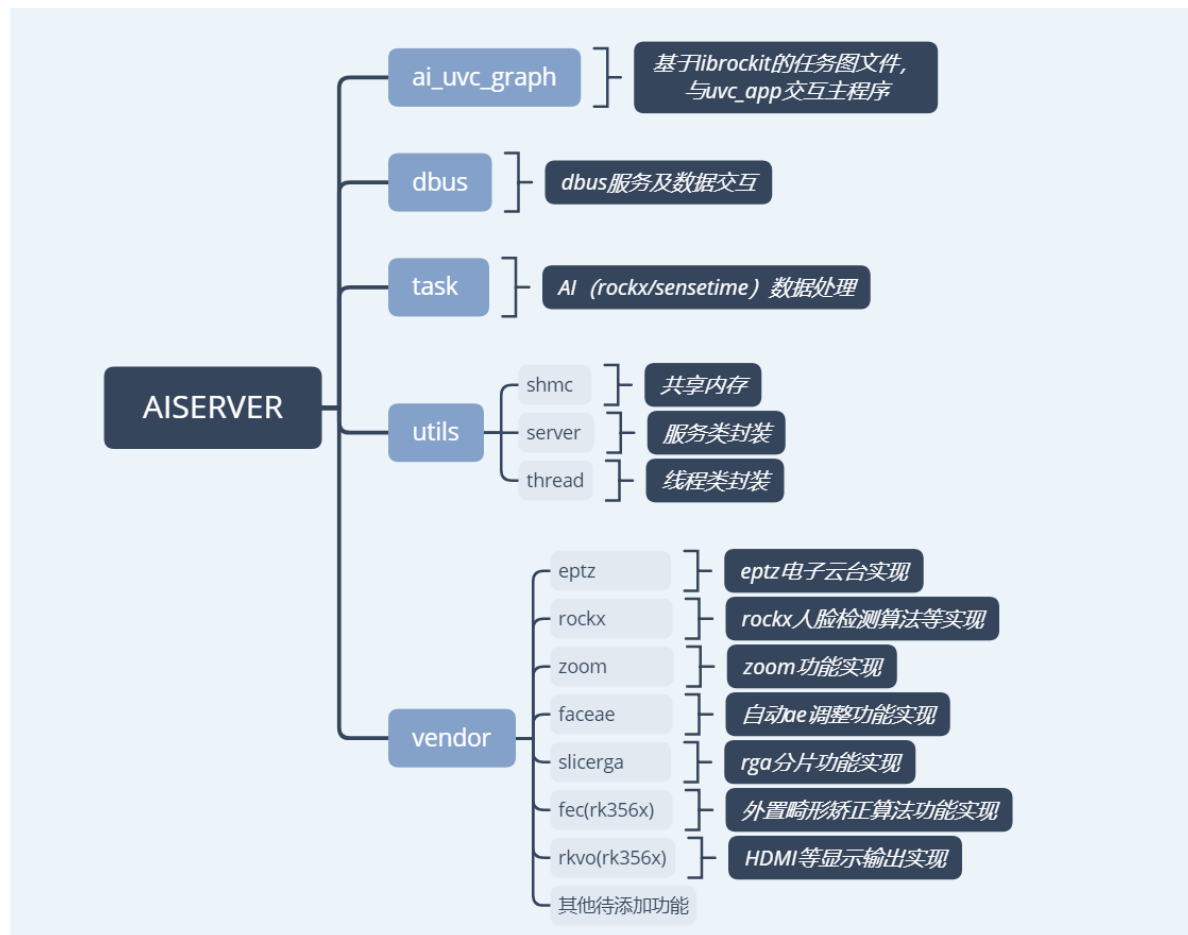 ai_uvc_graph
基于librockit的任务图文件，
与uvc_app交互主程序
dbus
dbus服务及数据交互
task
AI（rockx/sensetime）数据处理
AISERVER
utils
shmc
共享内存
server
服务类封装
thread
线程类封装
vendor
eptz
eptz电子云台实现
rockx
rockx人脸检测算法等实现
zoom
zoom功能实现
faceae
自动ae调整功能实现
slicerga
rga分片功能实现
fec(rk356x)
外置畸形矫正算法功能实现
rkvo(rk356x)
HDMI等显示输出实现
其他待添加功能